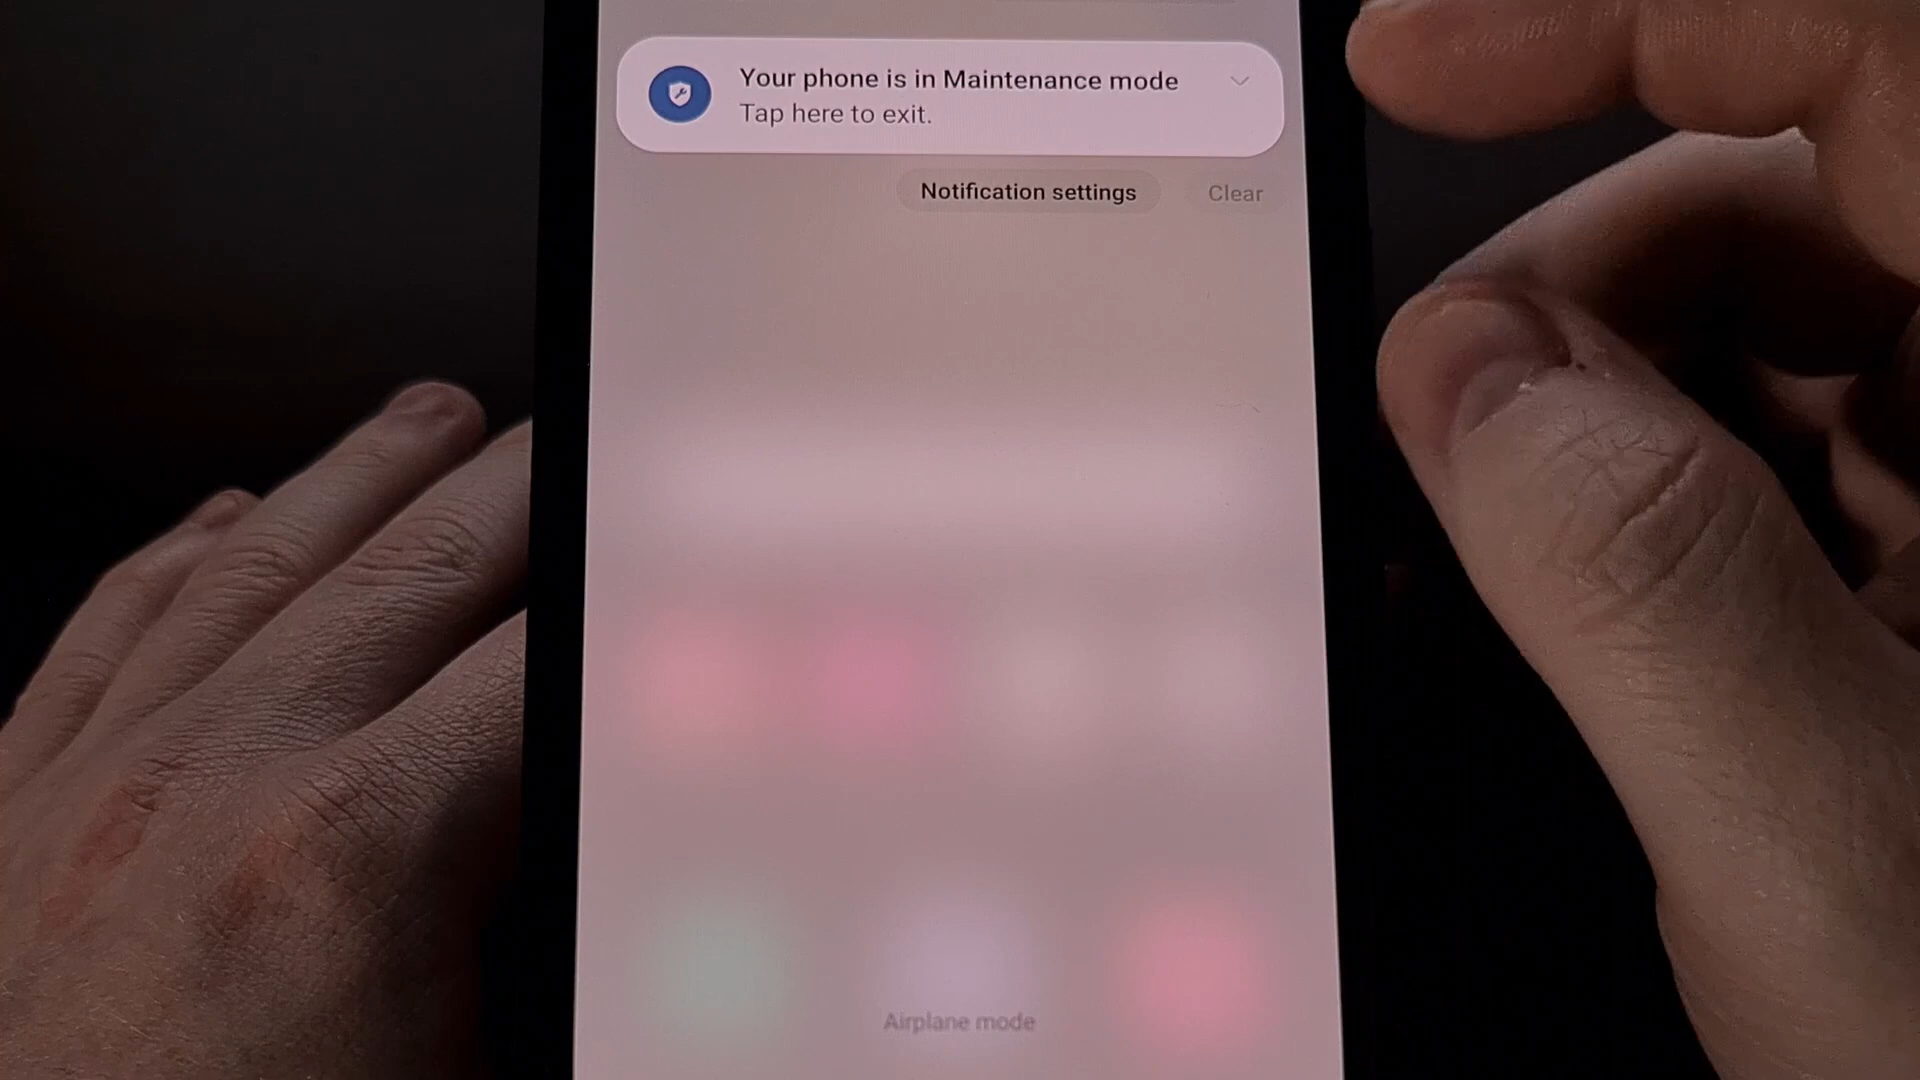 Your phone is in Maintenance mode
Tap here to exit.
Notification settings
Clear
Airplane mode